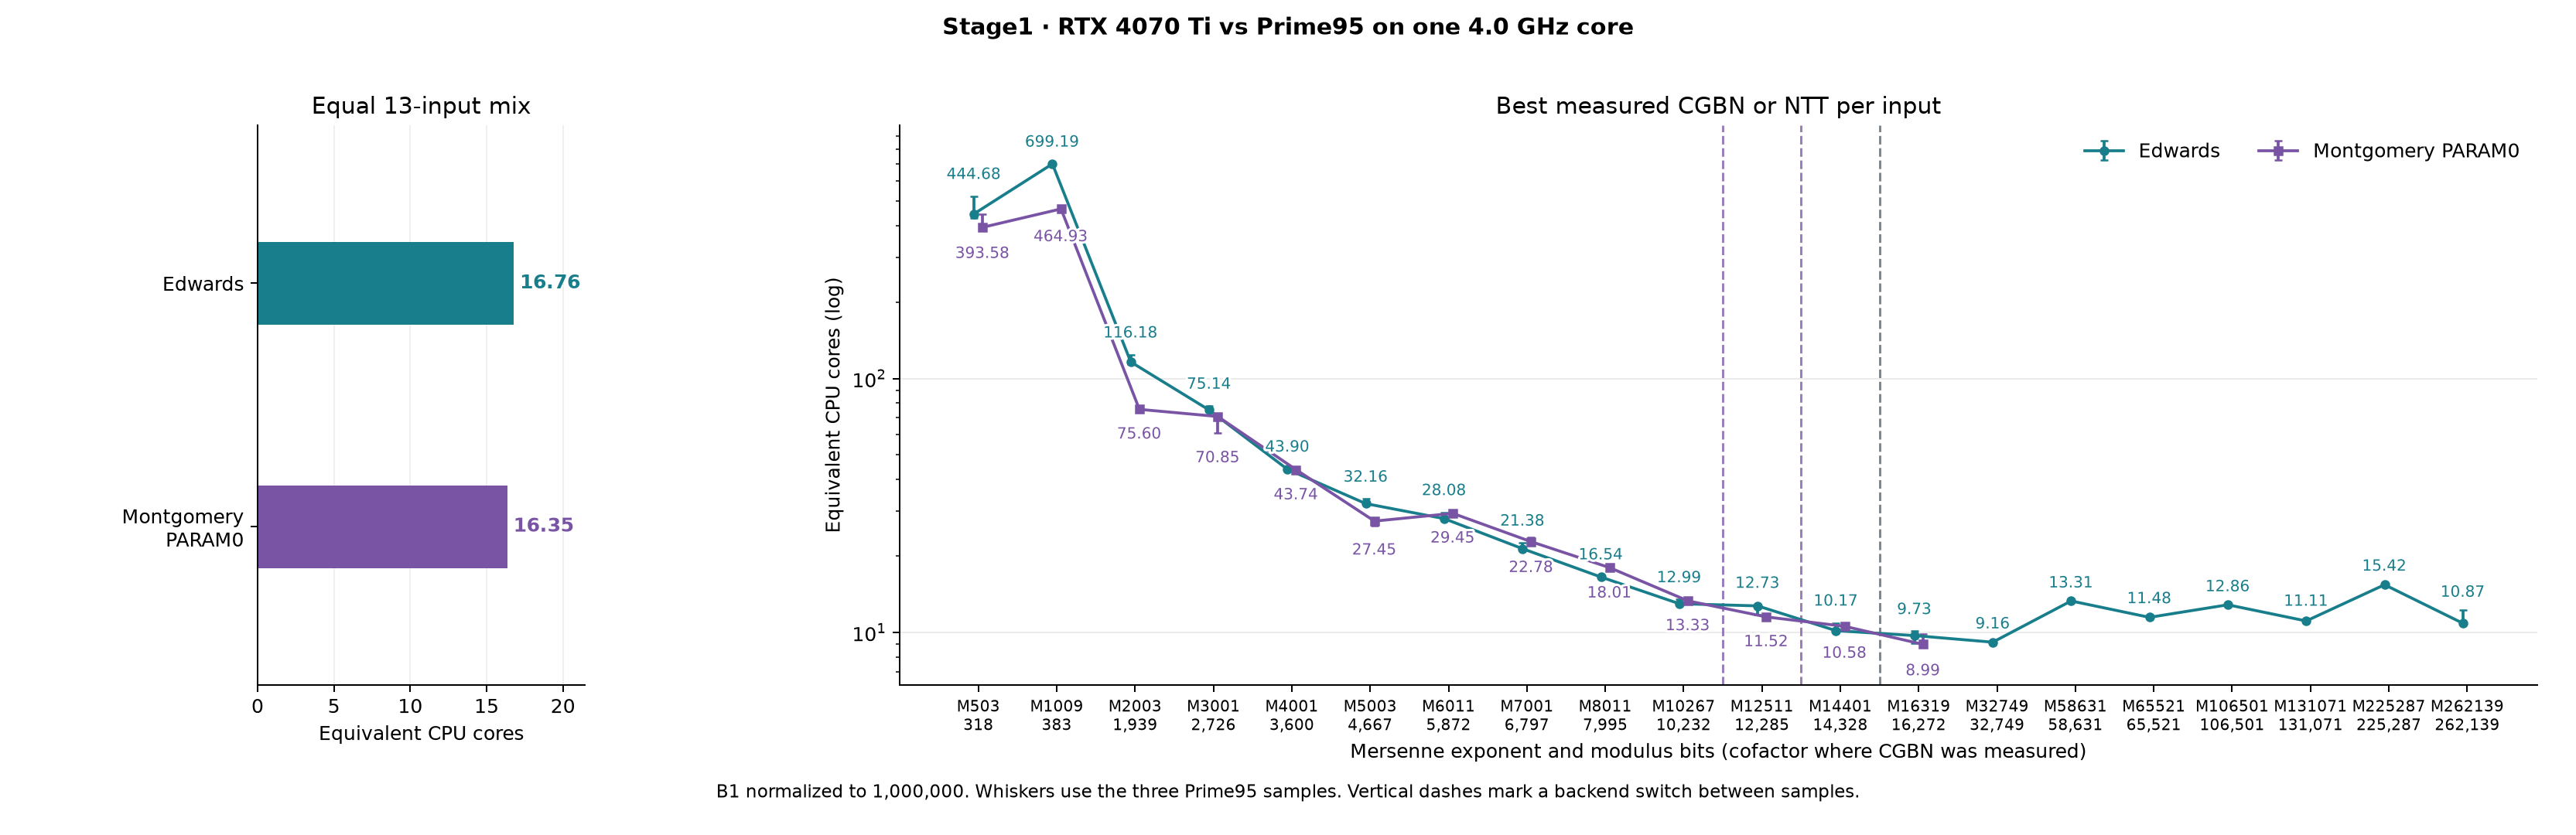 Stage1 · RTX 4070 Ti vs Prime95 on one 4.0 GHz core
Equal 13-input mix
Edwards
16.76
Montgomery
PARAM0
16.35
0 5 10 15 20
Equivalent CPU cores
Best measured CGBN or NTT per input
Edwards
Montgomery PARAM0
Equivalent CPU cores (log)
10²
10¹
444.68
699.19
116.18
75.14
43.90
32.16
28.08
21.38
16.54
12.99
12.73
10.17
9.73
9.16
13.31
11.48
12.86
11.11
15.42
10.87
393.58
464.93
75.60
70.85
43.74
27.45
29.45
22.78
18.01
13.33
11.52
10.58
8.99
M503 M1009 M2003 M3001 M4001 M5003 M6011 M7001 M8011 M10267 M12511 M14401 M16319 M32749 M58631 M65521 M106501 M131071 M225287 M262139
318 383 1,939 2,726 3,600 4,667 5,872 6,797 7,995 10,232 12,285 14,328 16,272 32,749 58,631 65,521 106,501 131,071 225,287 262,139
Mersenne exponent and modulus bits (cofactor where CGBN was measured)
B1 normalized to 1,000,000. Whiskers use the three Prime95 samples. Vertical dashes mark a backend switch between samples.